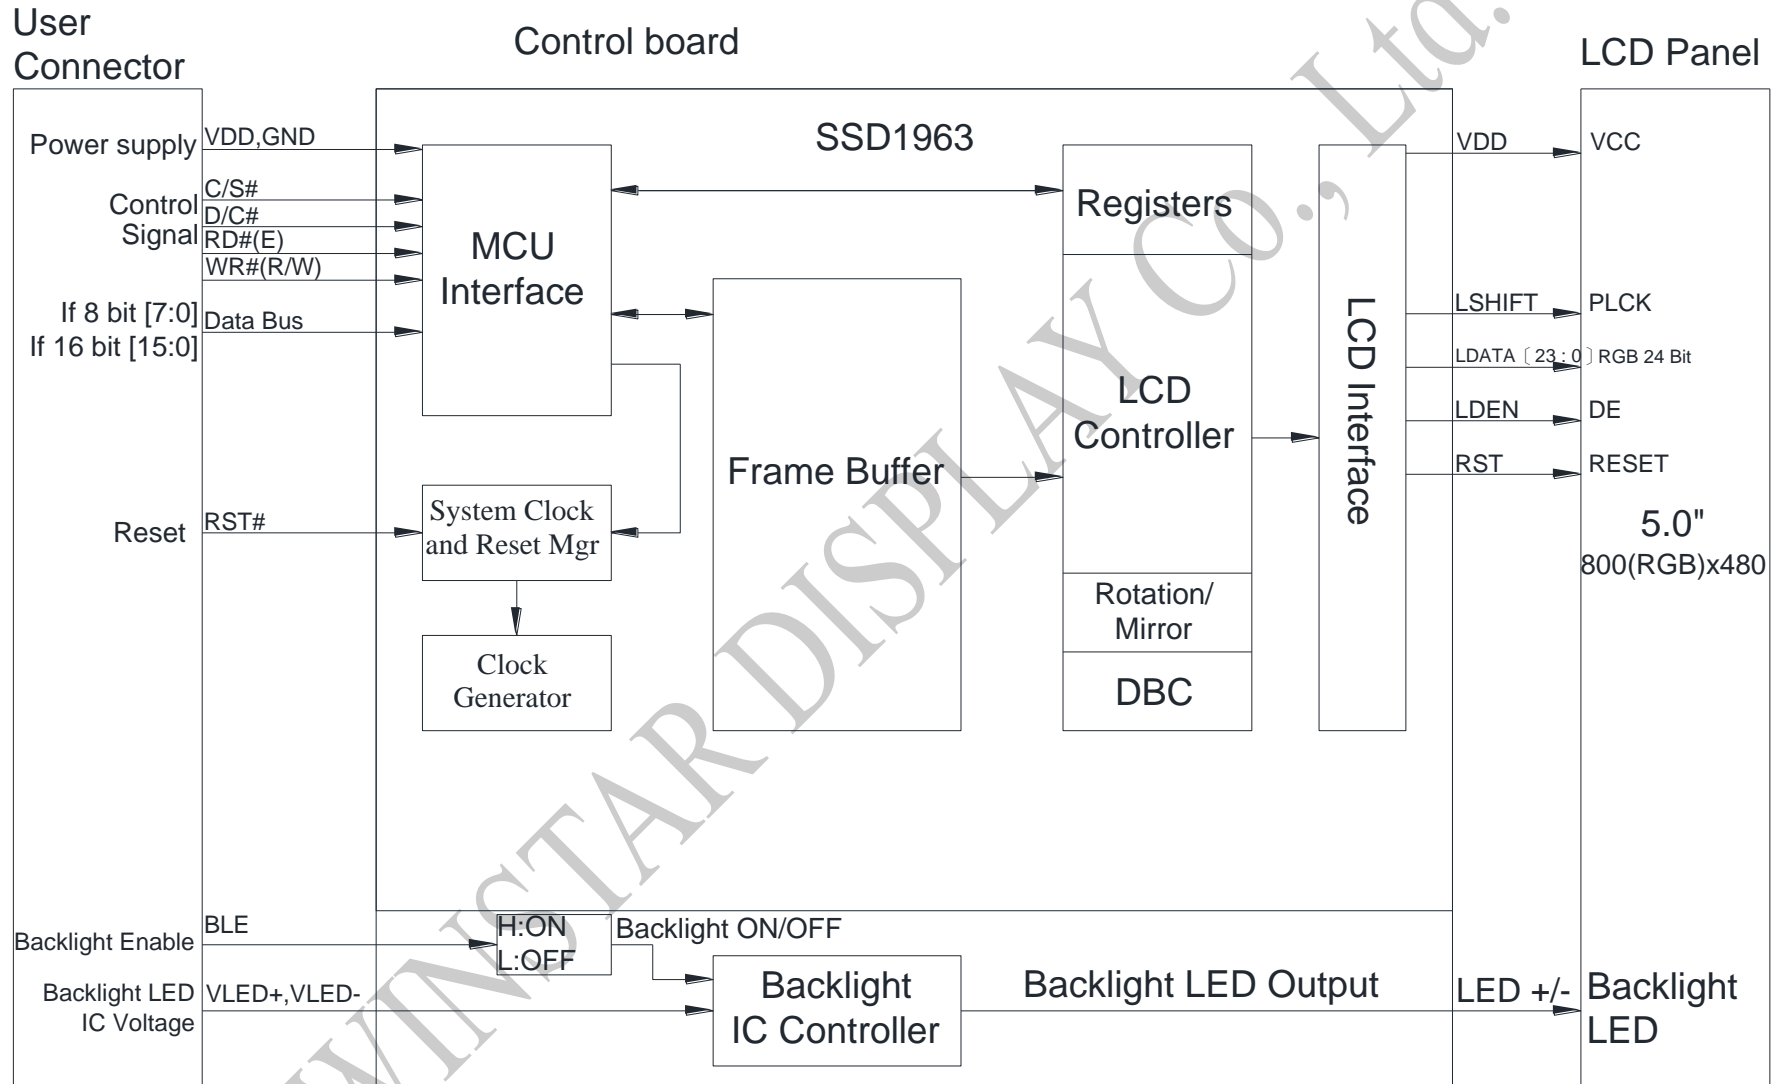 User
Connector
Control board
LCD Panel
Power supply
VDD,GND
Control
Signal
C/S#
D/C#
RD#(E)
WR#(R/W)
If 8 bit [7:0]
If 16 bit [15:0]
Data Bus
Reset
RST#
MCU
Interface
System Clock
and Reset Mgr
Clock
Generator
SSD1963
Frame Buffer
Registers
LCD
Controller
Rotation/
Mirror
DBC
LCD Interface
VDD
VCC
LSHIFT
PLCK
LDATA〔23:0〕RGB 24 Bit
LDEN
DE
RST
RESET
5.0"
800(RGB)x480
Backlight Enable
BLE
H:ON
L:OFF
Backlight ON/OFF
Backlight LED
IC Voltage
VLED+,VLED-
Backlight
IC Controller
Backlight LED Output
LED +/-
Backlight
LED
WINSTAR DISPLAY Co., Ltd.